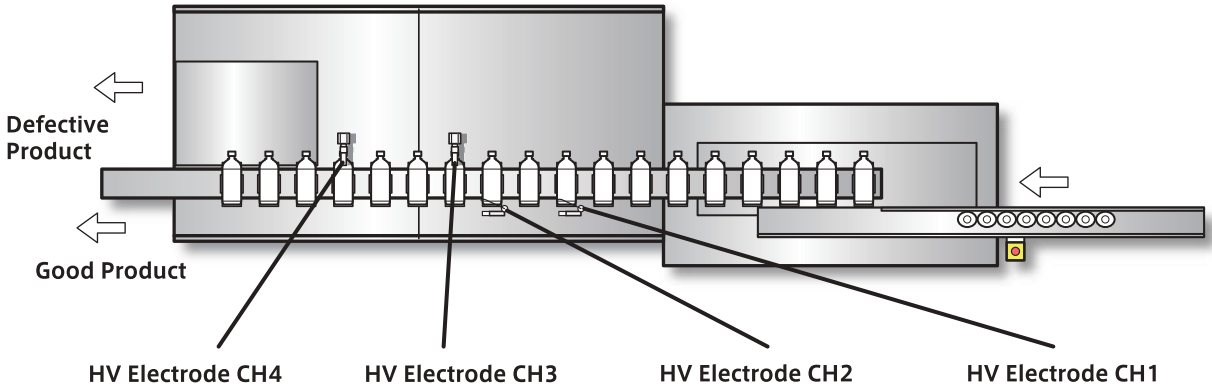 Defective
Product
Good Product
HV Electrode CH4
HV Electrode CH3
HV Electrode CH2
HV Electrode CH1